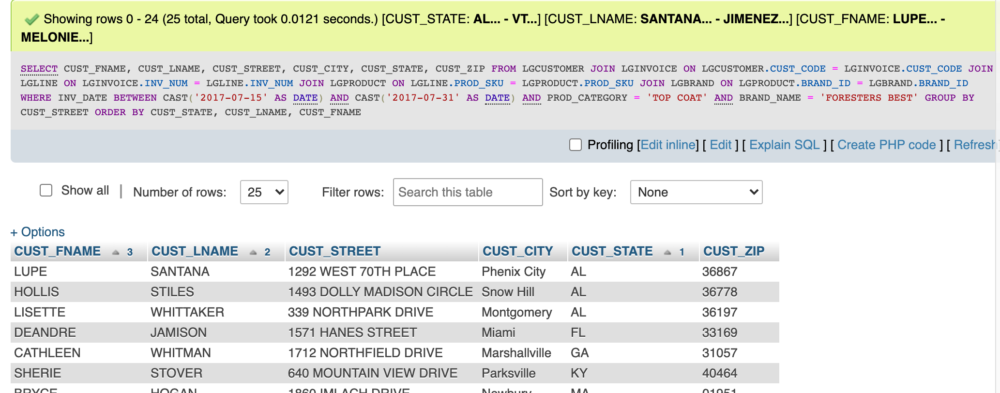 Showing rows 0 - 24 (25 total, Query took 0.0121 seconds.) [CUST_STATE: AL... - VT...] [CUST_LNAME: SANTANA... - JIMENEZ...] [CUST_FNAME: LUPE... -
MELONIE...]
SELECT CUST_FNAME, CUST_LNAME, CUST_STREET, CUST_CITY, CUST_STATE, CUST_ZIP FROM LGCUSTOMER JOIN LGINVOICE ON LGCUSTOMER.CUST_CODE = LGINVOICE.CUST_CODE JOIN
LGLINE ON LGINVOICE.INV_NUM = LGLINE.INV_NUM JOIN LGPRODUCT ON LGLINE.PROD_SKU = LGPRODUCT.PROD_SKU JOIN LGBRAND ON LGPRODUCT.BRAND_ID = LGBRAND.BRAND_ID
WHERE INV_DATE BETWEEN CAST('2017-07-15' AS DATE) AND CAST('2017-07-31' AS DATE) AND PROD_CATEGORY = 'TOP COAT' AND BRAND_NAME = 'FORESTERS BEST' GROUP BY
CUST_STREET ORDER BY CUST_STATE, CUST_LNAME, CUST_FNAME
Profiling [Edit inline] [ Edit ] [ Explain SQL ] [ Create PHP code ] [ Refresh]
Show all | Number of rows: 25 Filter rows: Search this table Sort by key: None
+ Options
CUST_FNAME 3 CUST_LNAME 2 CUST_STREET CUST_CITY CUST_STATE 1 CUST_ZIP
LUPE SANTANA 1292 WEST 70TH PLACE Phenix City AL 36867
HOLLIS STILES 1493 DOLLY MADISON CIRCLE Snow Hill AL 36778
LISETTE WHITTAKER 339 NORTHPARK DRIVE Montgomery AL 36197
DEANDRE JAMISON 1571 HANES STREET Miami FL 33169
CATHLEEN WHITMAN 1712 NORTHFIELD DRIVE Marshallville GA 31057
SHERIE STOVER 640 MOUNTAIN VIEW DRIVE Parksville KY 40464
BRYCE HOGAN 1860 IMLACH DRIVE Newbury MA 01951